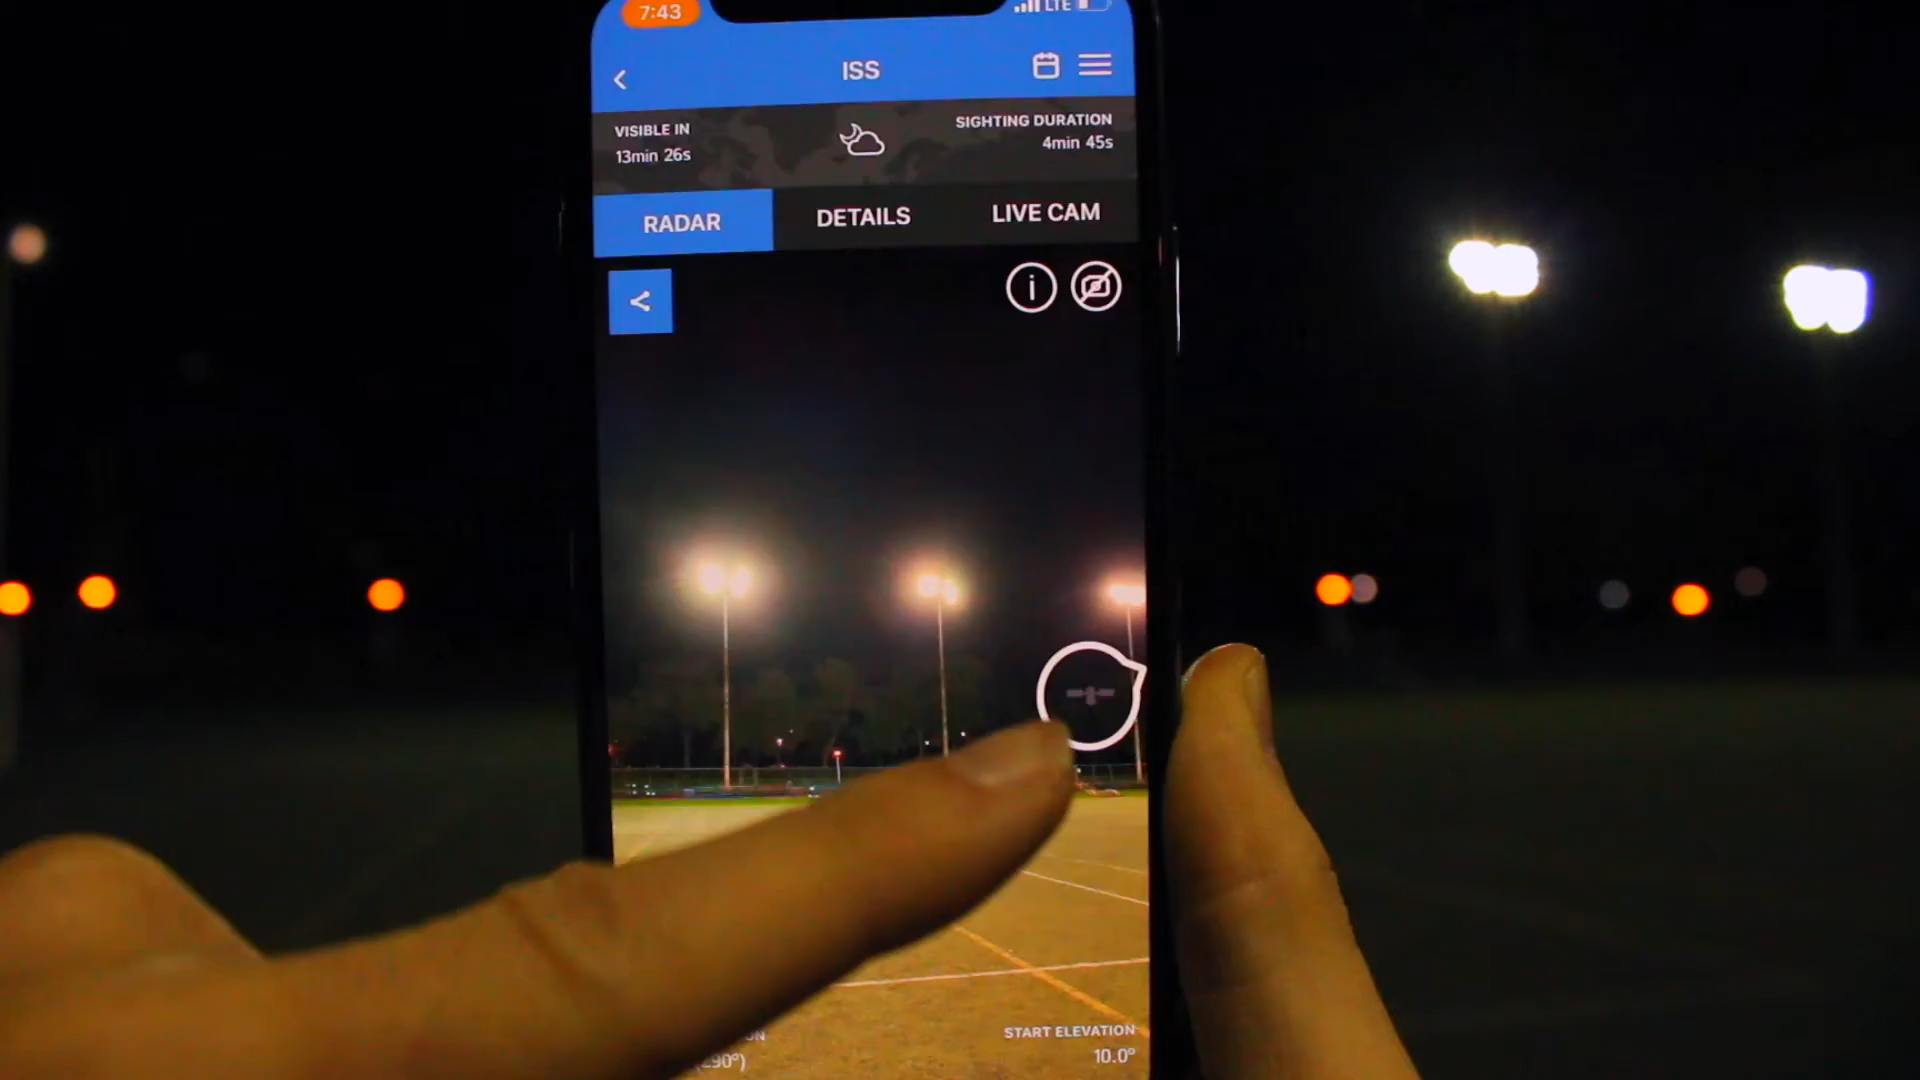 7:43
LTE
ISS
VISIBLE IN
13min 26s
SIGHTING DURATION
4min 45s
RADAR
DETAILS
LIVE CAM
i
START ELEVATION
10.0°